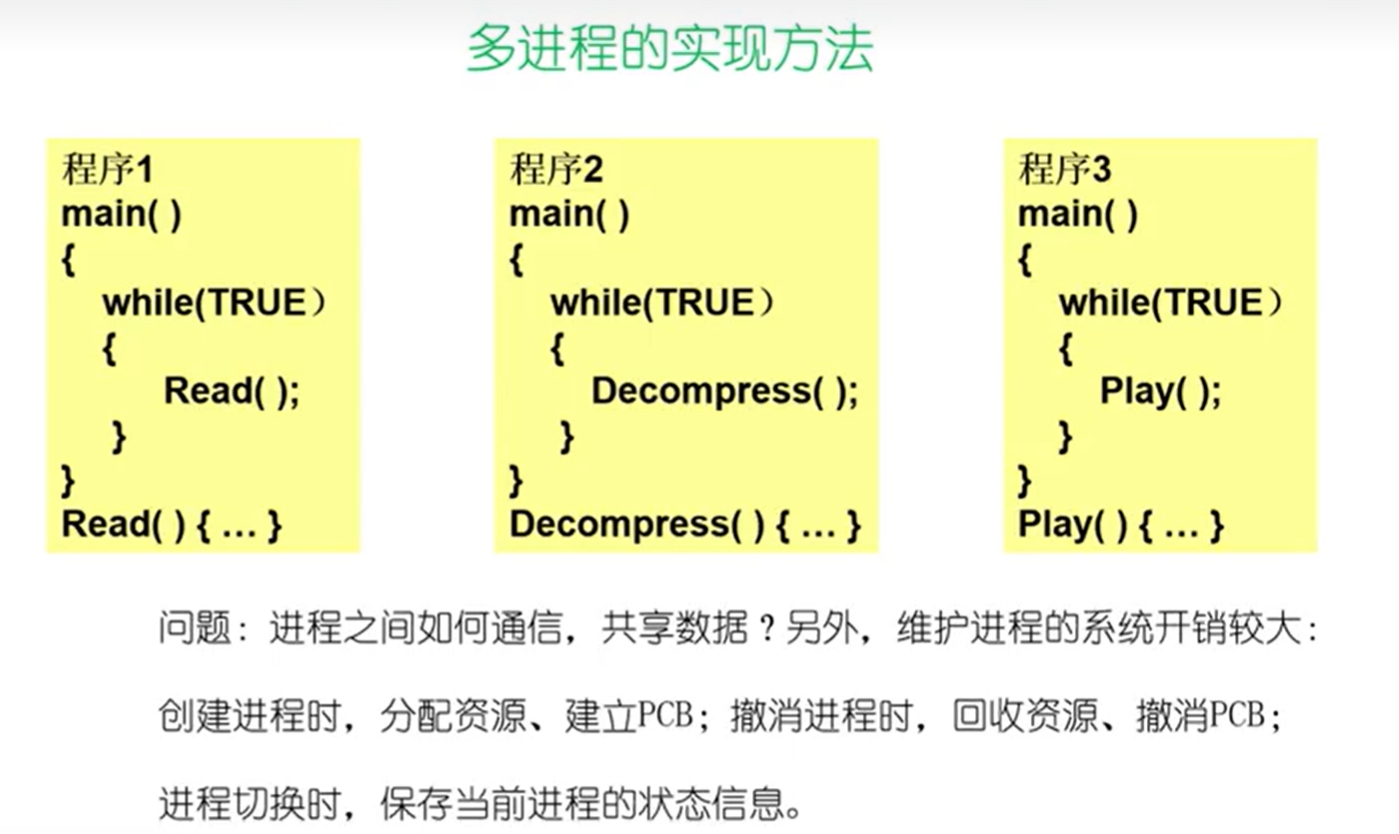 多进程的实现方法
程序1
main( )
{
while(TRUE）
{
Read( );
}
}
Read( ) { … }
程序2
main( )
{
while(TRUE）
{
Decompress( );
}
}
Decompress( ) { … }
程序3
main( )
{
while(TRUE）
{
Play( );
}
}
Play( ) { … }
问题：进程之间如何通信，共享数据？另外，维护进程的系统开销较大：
创建进程时，分配资源、建立PCB；撤消进程时，回收资源、撤消PCB；
进程切换时，保存当前进程的状态信息。